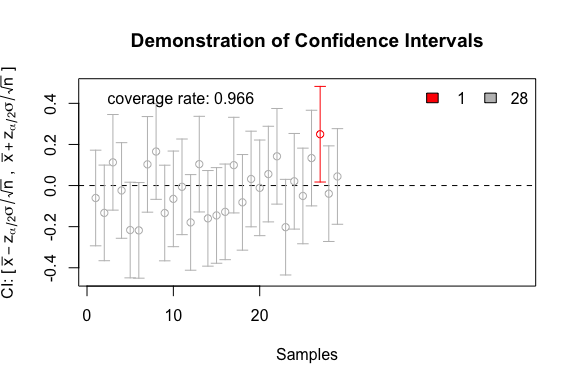 Demonstration of Confidence Intervals
coverage rate: 0.966
1
28
CI: [ x̄ − zα/2σ/√n , x̄ + zα/2σ/√n ]
0.4
0.2
0.0
-0.2
-0.4
0 10 20
Samples